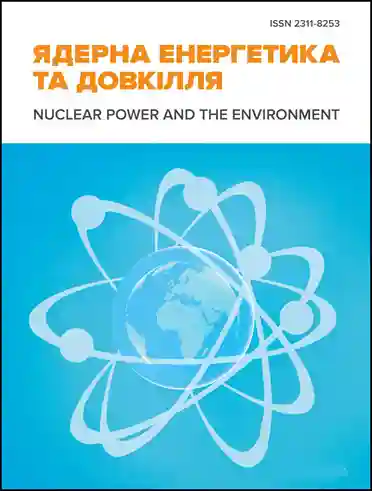 ISSN 2311-8253
ЯДЕРНА ЕНЕРГЕТИКА
ТА ДОВКІЛЛЯ
NUCLEAR POWER AND THE ENVIRONMENT